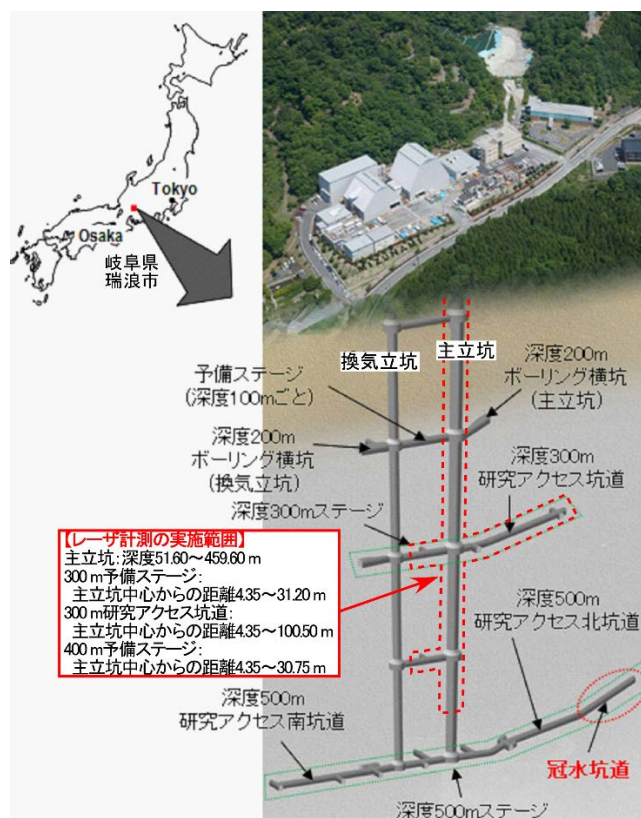 Tokyo
Osaka
岐阜県
瑞浪市
換気立坑
主立坑
深度200m
ボーリング横坑
(主立坑)
予備ステージ
(深度100mごと)
深度200m
ボーリング横坑
(換気立坑)
深度300m
研究アクセス坑道
深度300mステージ
【レーザ計測の実施範囲】
主立坑:深度51.60～459.60 m
300 m予備ステージ:
主立坑中心からの距離4.35～31.20 m
300 m研究アクセス坑道:
主立坑中心からの距離4.35～100.50 m
400 m予備ステージ:
主立坑中心からの距離4.35～30.75 m
深度500m
研究アクセス北坑道
深度500m
研究アクセス南坑道
冠水坑道
深度500mステージ